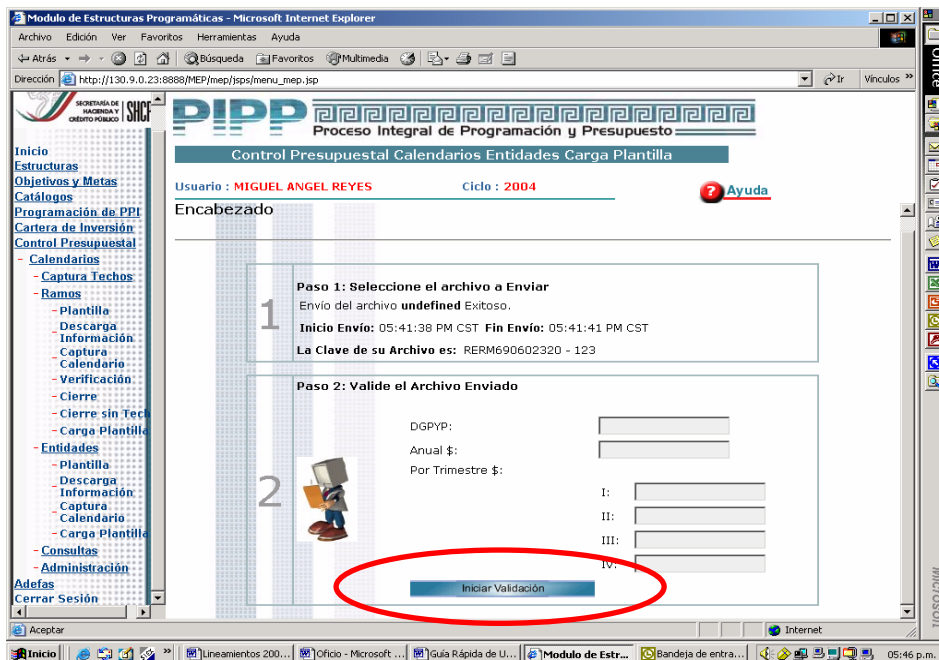 Modulo de Estructuras Programáticas - Microsoft Internet Explorer
Archivo Edición Ver Favoritos Herramientas Ayuda
Atrás Búsqueda Favoritos Multimedia
Dirección http://130.9.0.23:8888/MEP/mep/jsps/menu_mep.jsp Ir Vínculos »
SECRETARÍA DE HACIENDA Y CRÉDITO PÚBLICO SHCP
PIPP
Proceso Integral de Programación y Presupuesto
Control Presupuestal Calendarios Entidades Carga Plantilla
Usuario : MIGUEL ANGEL REYES Ciclo : 2004
Ayuda
Encabezado
Inicio
Estructuras
Objetivos y Metas
Catálogos
Programación de PPI
Cartera de Inversión
Control Presupuestal
- Calendarios
- Captura Techos
- Ramos
- Plantilla
- Descarga
Información
- Captura
Calendario
- Verificación
- Cierre
- Cierre sin Tech
- Carga Plantilla
- Entidades
- Plantilla
- Descarga
Información
- Captura
Calendario
- Carga Plantilla
- Consultas
- Administración
Adefas
Cerrar Sesión
1
Paso 1: Seleccione el archivo a Enviar
Envío del archivo undefined Exitoso.
Inicio Envío: 05:41:38 PM CST Fin Envío: 05:41:41 PM CST
La Clave de su Archivo es: RERM690602320 - 123
2
Paso 2: Valide el Archivo Enviado
DGPYP:
Anual $:
Por Trimestre $:
I:
II:
III:
IV:
Iniciar Validación
Aceptar Internet
Inicio » Lineamientos 200... Oficio - Microsoft ... Guía Rápida de U... Modulo de Estr... Bandeja de entra... 05:46 p.m.
Office
Microsoft